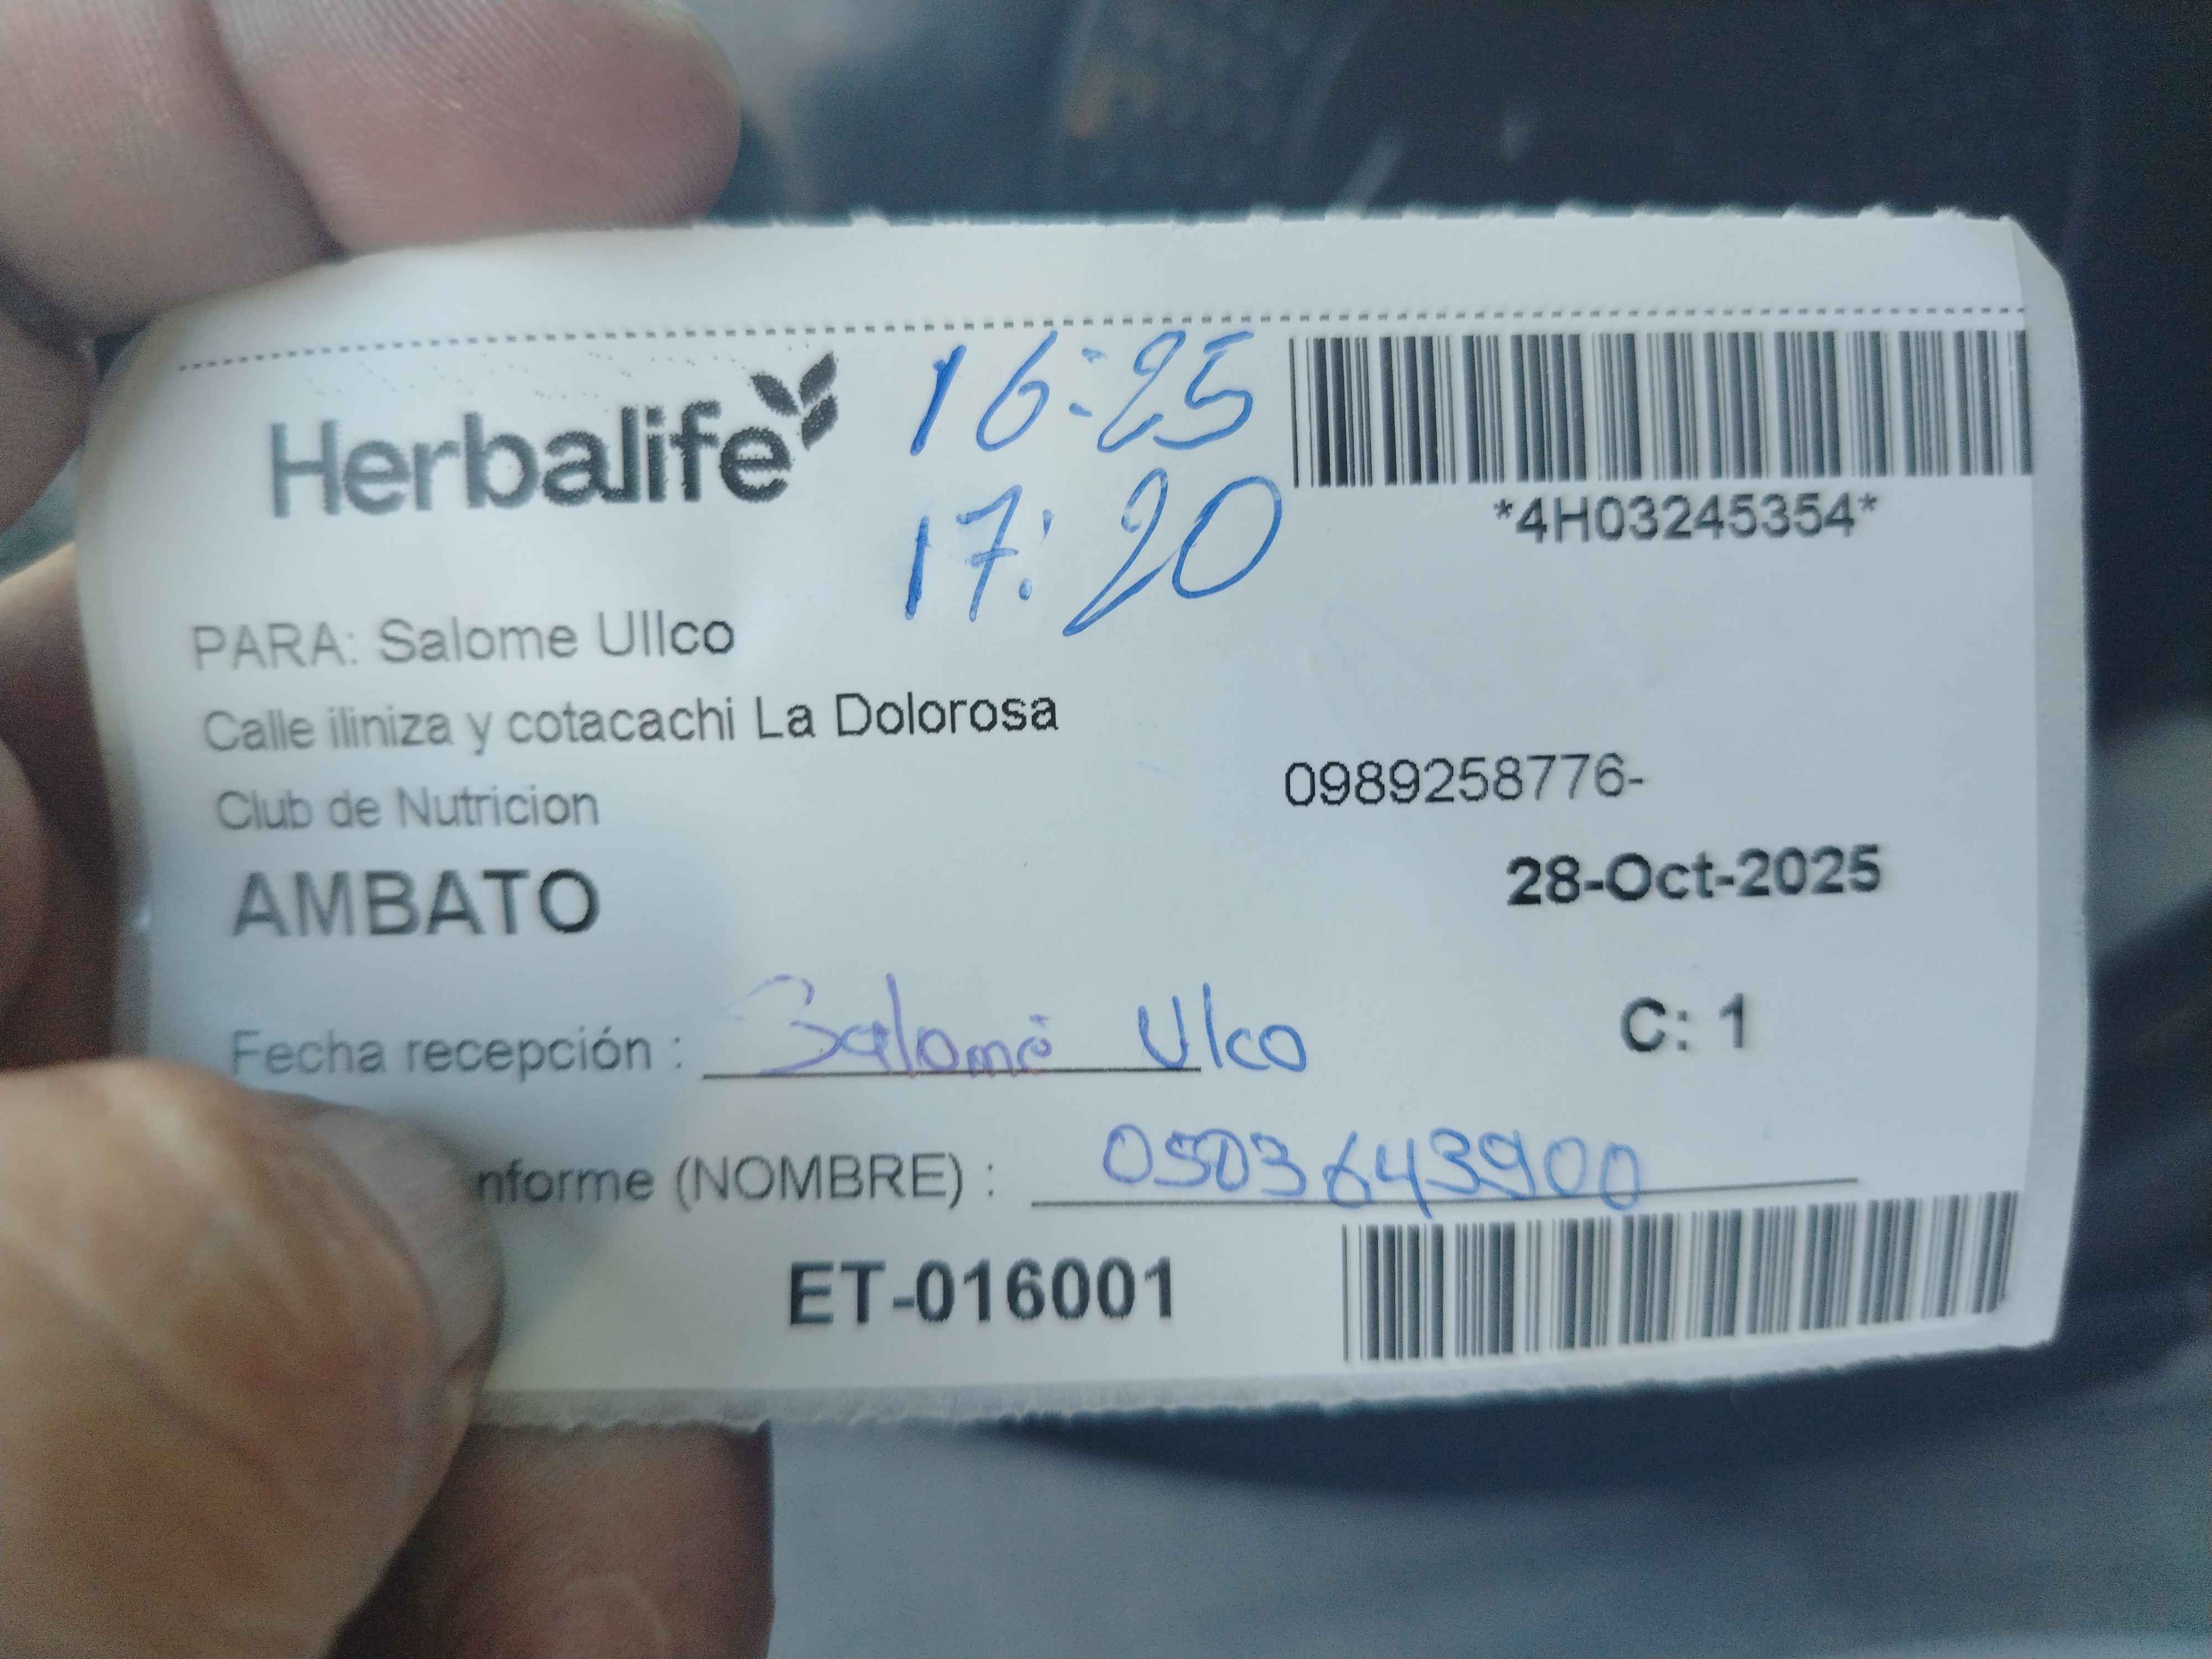 Herbalife
16:25
17:20
*4H03245354*
PARA: Salome Ullco
Calle iliniza y cotacachi La Dolorosa
Club de Nutricion
0989258776-
AMBATO
28-Oct-2025
Fecha recepción : Salomé Ulco
C: 1
nforme (NOMBRE) : 0503643900
ET-016001